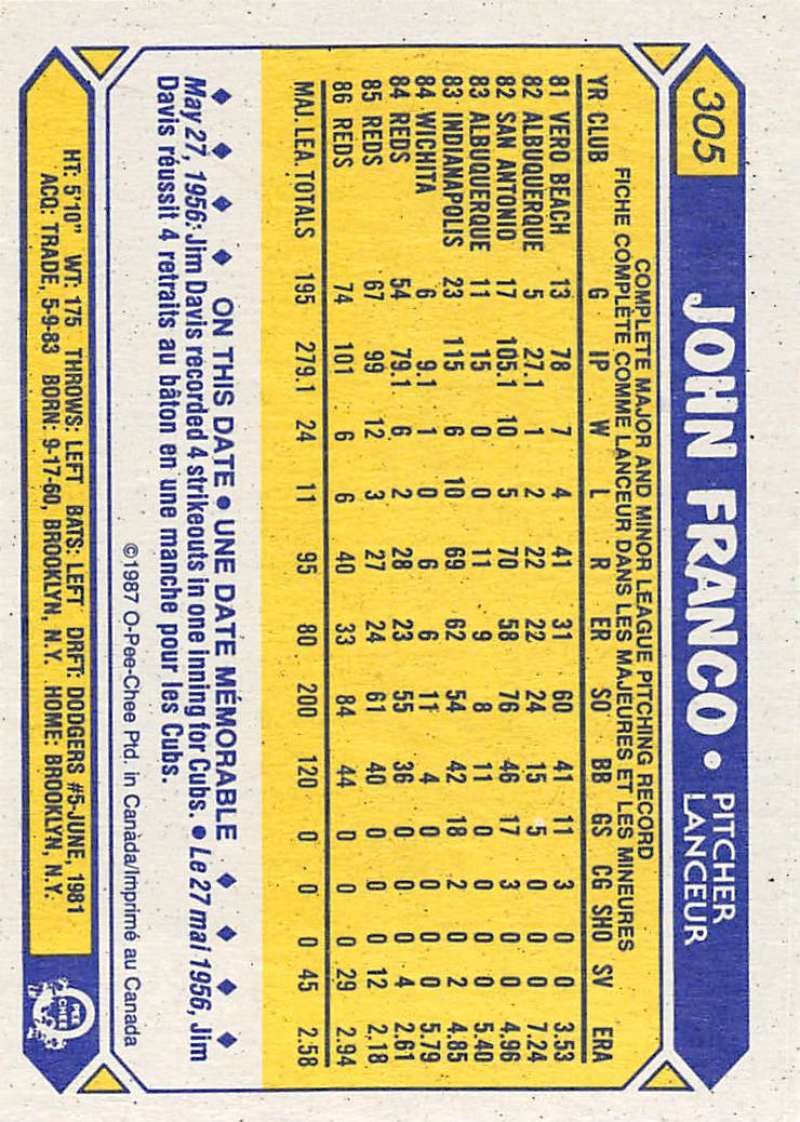 305 JOHN FRANCO • PITCHER
LANCEUR
COMPLETE MAJOR AND MINOR LEAGUE PITCHING RECORD
FICHE COMPLÈTE COMME LANCEUR DANS LES MAJEURES ET LES MINEURES
YR CLUB G IP W L R ER SO BB GS CG SHO SV ERA
81 VERO BEACH 13 78 7 4 41 31 60 41 11 3 0 0 3.53
82 ALBUQUERQUE 5 27.1 1 2 22 22 24 15 5 0 0 0 7.24
82 SAN ANTONIO 17 105.1 10 5 70 58 76 46 17 3 0 0 4.96
83 ALBUQUERQUE 11 15 0 0 11 9 8 11 0 0 0 0 5.40
83 INDIANAPOLIS 23 115 6 10 69 62 54 42 18 2 0 2 4.85
84 WICHITA 6 9.1 1 0 6 6 11 4 0 0 0 0 5.79
84 REDS 54 79.1 6 2 28 23 55 36 0 0 0 4 2.61
85 REDS 67 99 12 3 27 24 61 40 0 0 0 12 2.18
86 REDS 74 101 6 6 40 33 84 44 0 0 0 29 2.94
MAJ. LEA. TOTALS 195 279.1 24 11 95 80 200 120 0 0 0 45 2.58
ON THIS DATE • UNE DATE MÉMORABLE
May 27, 1956: Jim Davis recorded 4 strikeouts in one inning for Cubs. • Le 27 mai 1956, Jim
Davis réussit 4 retraits au bâton en une manche pour les Cubs.
©1987 O-Pee-Chee Ptd. in Canada/Imprimé au Canada
HT: 5'10" WT: 175 THROWS: LEFT BATS: LEFT DRFT: DODGERS #5-JUNE, 1981
ACQ: TRADE, 5-9-83 BORN: 9-17-60, BROOKLYN, N.Y. HOME: BROOKLYN, N.Y.
O PEE CHEE